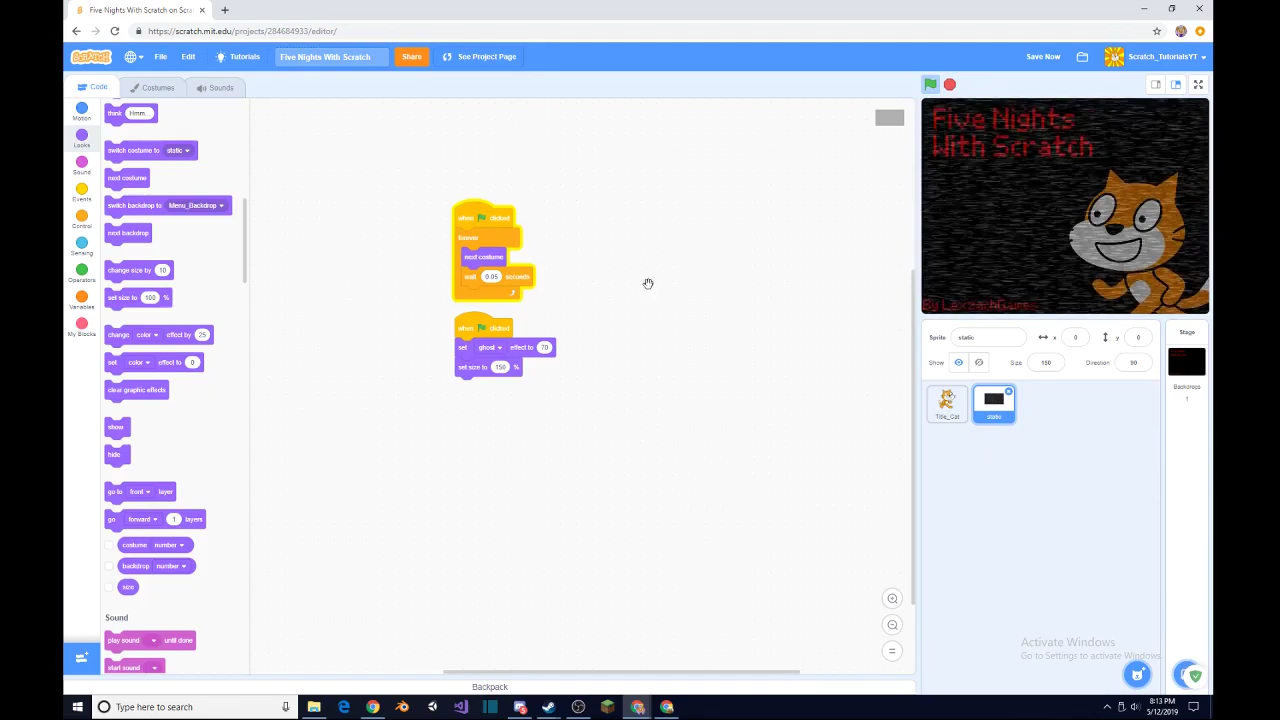 Five Nights With Scratch on Scra
https://scratch.mit.edu/projects/284684933/editor/
SCRATCH
File
Edit
Tutorials
Five Nights With Scratch
Share
See Project Page
Save Now
Scratch_TutorialsYT
Code
Costumes
Sounds
Motion
Looks
Sound
Events
Control
Sensing
Operators
Variables
My Blocks
think Hmm...
switch costume to static
next costume
switch backdrop to Menu_Backdrop
next backdrop
change size by 10
set size to 100 %
change color effect by 25
set color effect to 0
clear graphic effects
show
hide
go to front layer
go forward 1 layers
costume number
backdrop number
size
Sound
play sound until done
start sound
when clicked
forever
next costume
wait 0.05 seconds
when clicked
set ghost effect to 70
set size to 150 %
Five Nights
With Scratch
Sprite static x 0 y 0
Show Size 150 Direction 90
Title_Cat
static
Stage
Backdrops
1
Activate Windows
Go to Settings to activate Windows.
Backpack
Type here to search
8:13 PM
5/12/2019